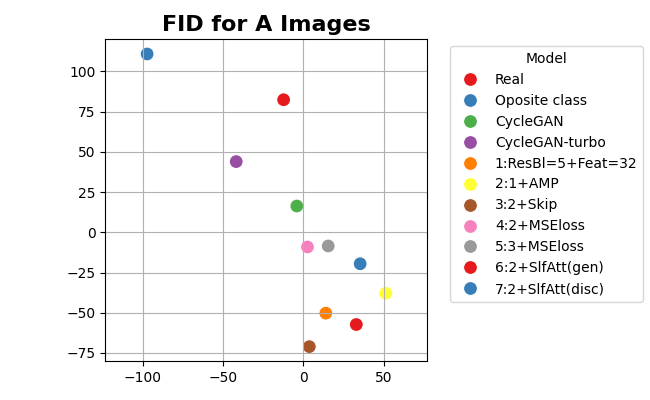 FID for A Images
100
75
50
25
0
−25
−50
−75
−100
−50
0
50
Model
Real
Oposite class
CycleGAN
CycleGAN-turbo
1:ResBl=5+Feat=32
2:1+AMP
3:2+Skip
4:2+MSEloss
5:3+MSEloss
6:2+SlfAtt(gen)
7:2+SlfAtt(disc)